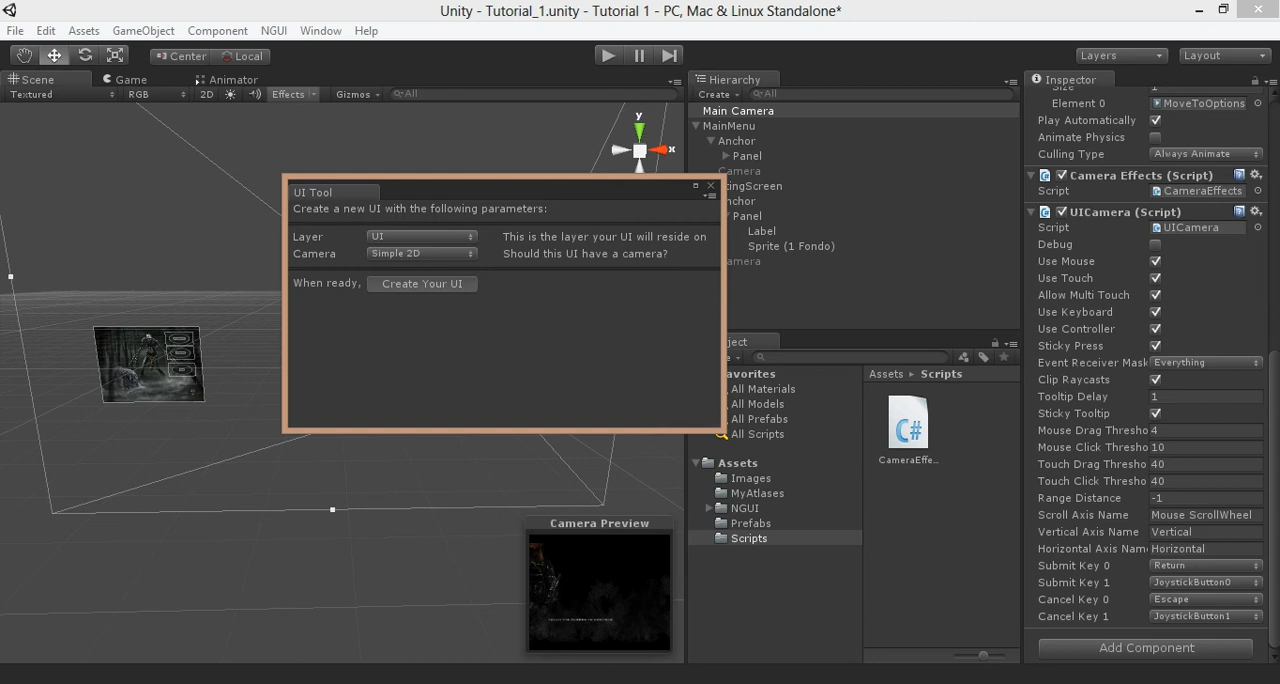 Unity - Tutorial_1.unity - Tutorial 1 - PC, Mac & Linux Standalone*
File Edit Assets GameObject Component NGUI Window Help
Center Local
Layers Layout
Scene Game Animator
Textured RGB 2D Effects Gizmos All
y
x
UI Tool
Create a new UI with the following parameters:
Layer UI This is the layer your UI will reside on
Camera Simple 2D Should this UI have a camera?
When ready, Create Your UI
Camera Preview
Hierarchy
Create All
Main Camera
MainMenu
Anchor
Panel
Camera
tingScreen
nchor
Panel
Label
Sprite (1 Fondo)
amera
ject
avorites
All Materials
All Models
All Prefabs
All Scripts
Assets
Images
MyAtlases
NGUI
Prefabs
Scripts
Assets Scripts
C#
CameraEffe...
Inspector
Size 1
Element 0 MoveToOptions
Play Automatically
Animate Physics
Culling Type Always Animate
Camera Effects (Script)
Script CameraEffects
UICamera (Script)
Script UICamera
Debug
Use Mouse
Use Touch
Allow Multi Touch
Use Keyboard
Use Controller
Sticky Press
Event Receiver Mask Everything
Clip Raycasts
Tooltip Delay 1
Sticky Tooltip
Mouse Drag Thresho 4
Mouse Click Thresho 10
Touch Drag Thresho 40
Touch Click Thresho 40
Range Distance -1
Scroll Axis Name Mouse ScrollWheel
Vertical Axis Name Vertical
Horizontal Axis Name Horizontal
Submit Key 0 Return
Submit Key 1 JoystickButton0
Cancel Key 0 Escape
Cancel Key 1 JoystickButton1
Add Component